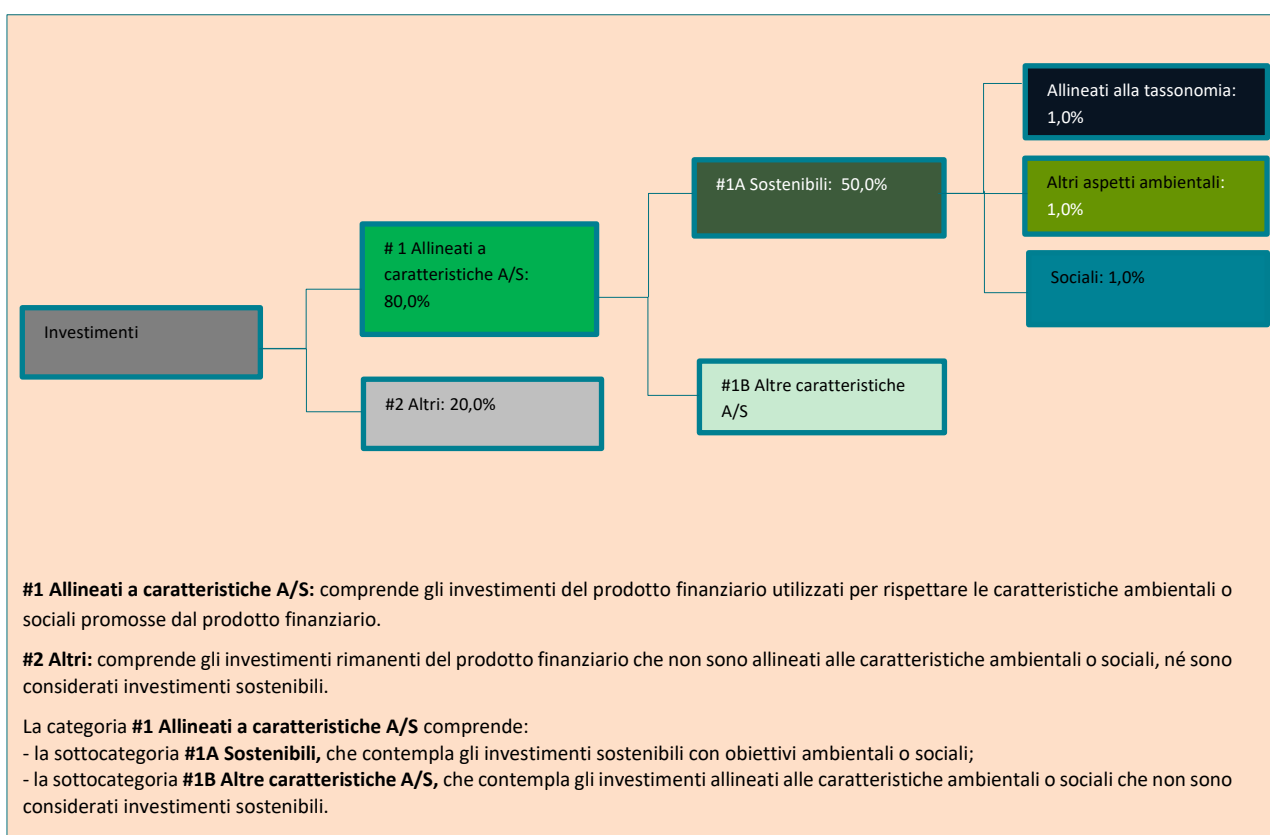 Allineati alla tassonomia:
1,0%
#1A Sostenibili:  50,0%
Altri aspetti ambientali:
1,0%
# 1 Allineati a
caratteristiche A/S:
80,0%
Sociali: 1,0%
Investimenti
#2 Altri: 20,0%
#1B Altre caratteristiche
A/S
#1 Allineati a caratteristiche A/S: comprende gli investimenti del prodotto finanziario utilizzati per rispettare le caratteristiche ambientali o
sociali promosse dal prodotto finanziario.
#2 Altri: comprende gli investimenti rimanenti del prodotto finanziario che non sono allineati alle caratteristiche ambientali o sociali, né sono
considerati investimenti sostenibili.
La categoria #1 Allineati a caratteristiche A/S comprende:
- la sottocategoria #1A Sostenibili, che contempla gli investimenti sostenibili con obiettivi ambientali o sociali;
- la sottocategoria #1B Altre caratteristiche A/S, che contempla gli investimenti allineati alle caratteristiche ambientali o sociali che non sono
considerati investimenti sostenibili.